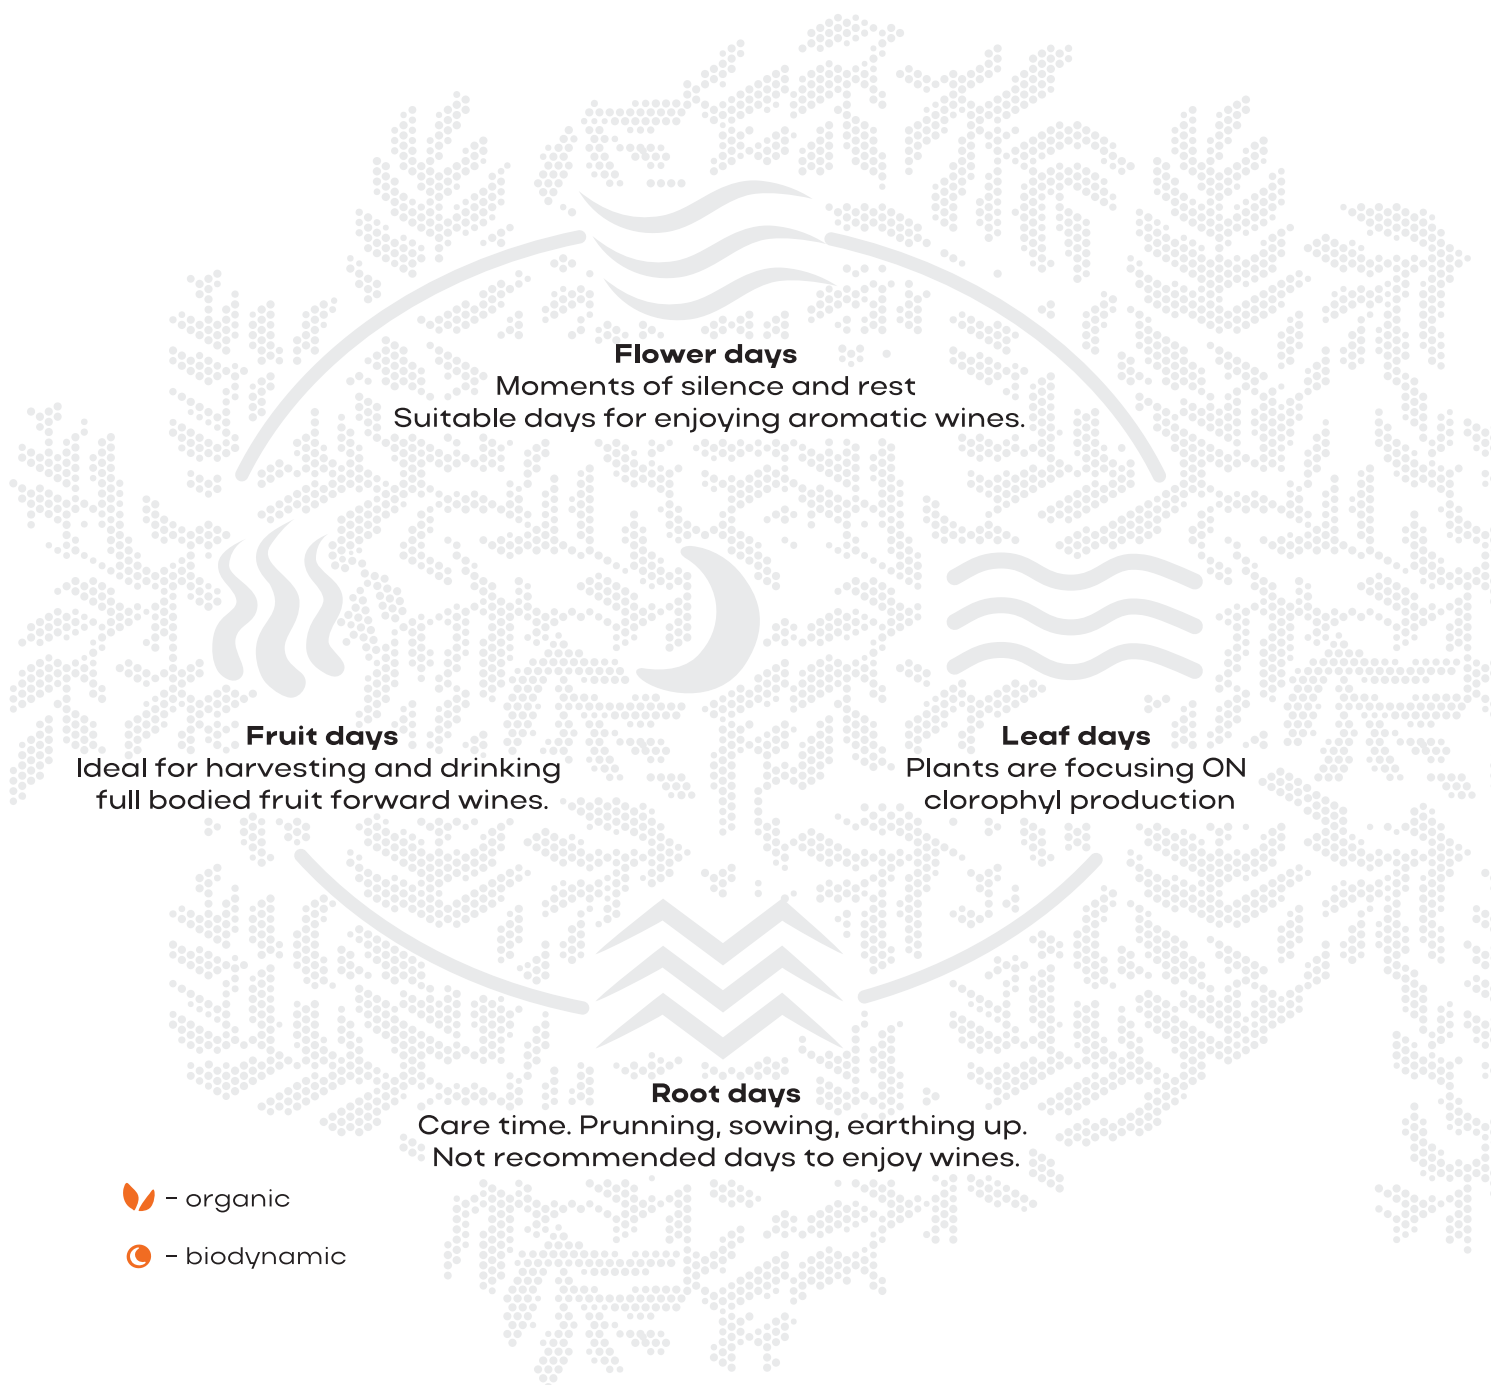 Flower days
Moments of silence and rest
Suitable days for enjoying aromatic wines.
Fruit days
Ideal for harvesting and drinking
full bodied fruit forward wines.
Leaf days
Plants are focusing ON
clorophyl production
Root days
Care time. Prunning, sowing, earthing up.
Not recommended days to enjoy wines.
– organic
– biodynamic